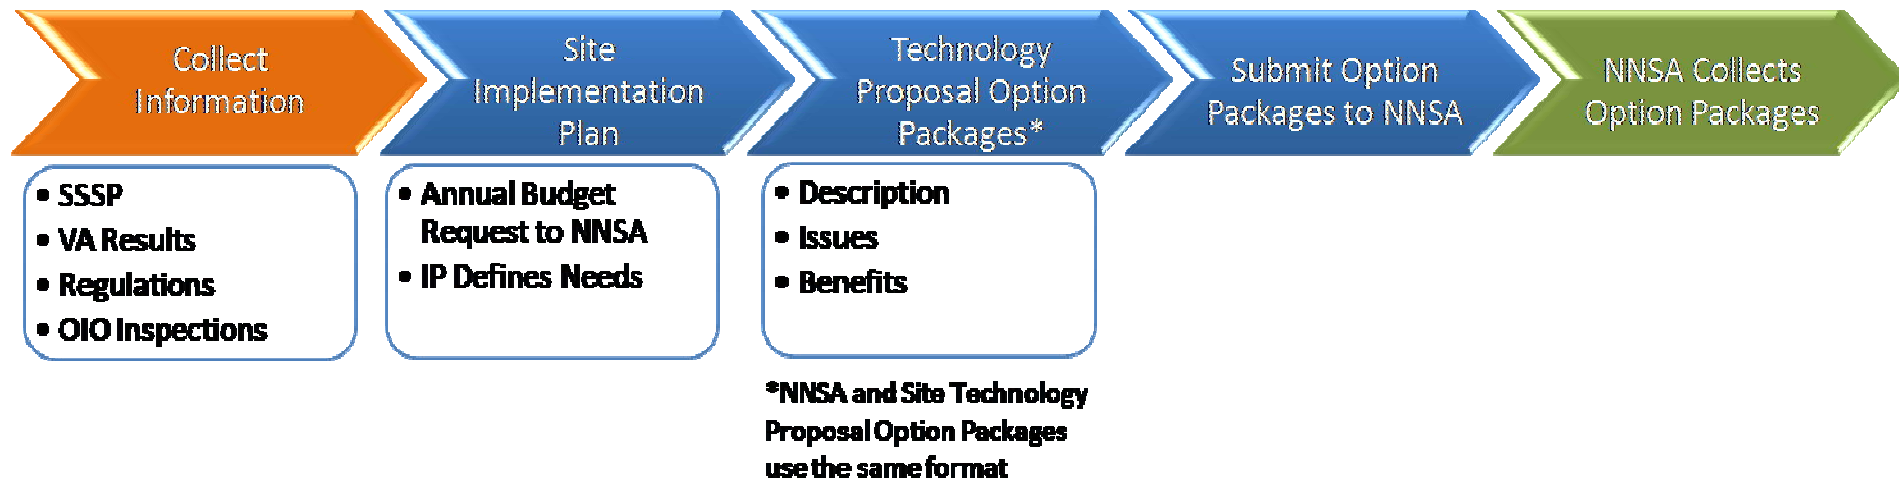 Collect
Information
Site
Implementation
Plan
Technology
Proposal Option
Packages*
Submit Option
Packages to NNSA
NNSA Collects
Option Packages
• SSSP
• VA Results
• Regulations
• OIO Inspections
• Annual Budget
Request to NNSA
• IP Defines Needs
• Description
• Issues
• Benefits
*NNSA and Site Technology
Proposal Option Packages
use the same format